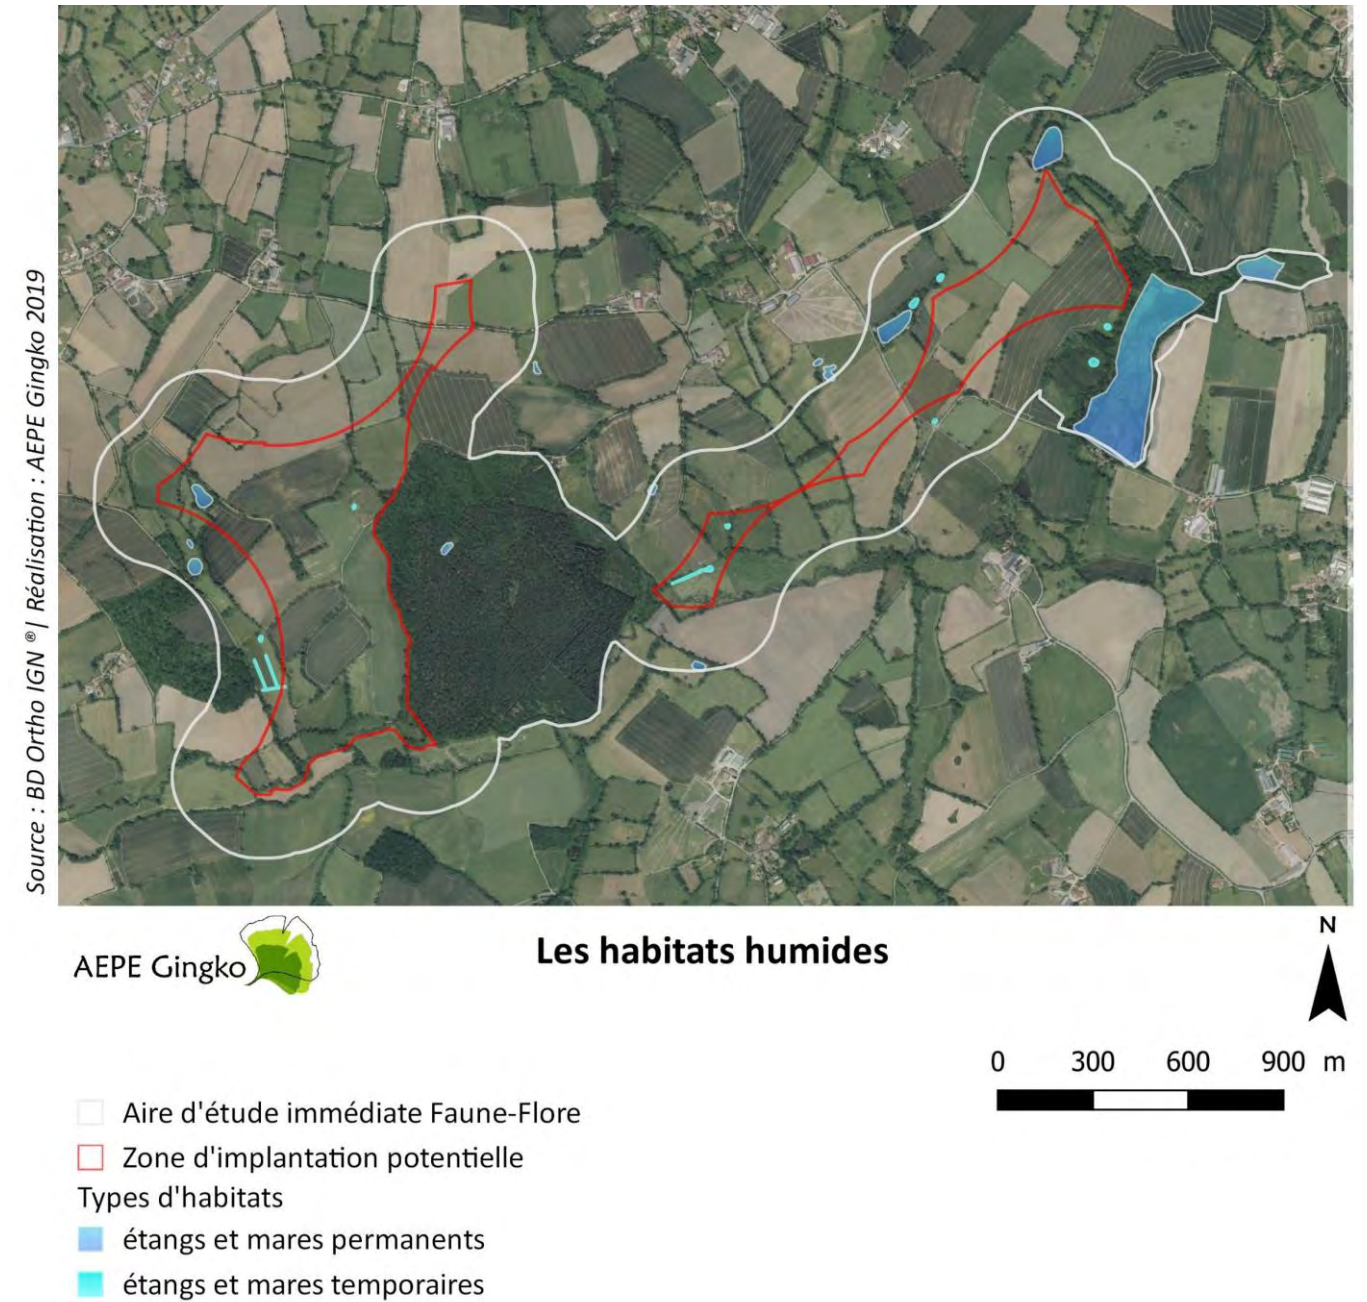 Source : BD Ortho IGN ®| Réalisation : AEPE Gingko 2019
AEPE Gingko
Les habitats humides
N
0 300 600 900 m
Aire d'étude immédiate Faune-Flore
Zone d'implantation potentielle
Types d'habitats
étangs et mares permanents
étangs et mares temporaires